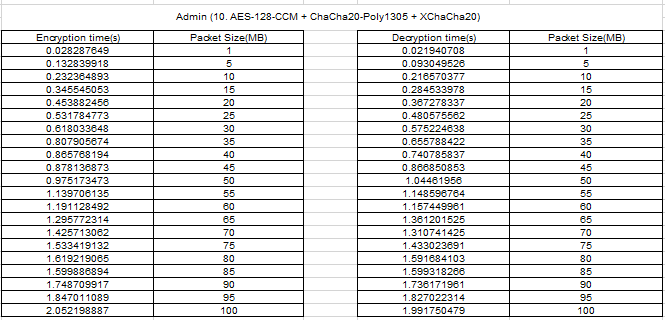 Admin (10. AES-128-CCM + ChaCha20-Poly1305 + XChaCha20)
Encryption time(s) Packet Size(MB) Decryption time(s) Packet Size(MB)
0.028287649 1 0.021940708 1
0.132839918 5 0.093049526 5
0.232364893 10 0.216570377 10
0.345545053 15 0.284533978 15
0.453882456 20 0.367278337 20
0.531784773 25 0.480575562 25
0.618033648 30 0.575224638 30
0.807905674 35 0.655788422 35
0.865768194 40 0.740785837 40
0.878136873 45 0.866850853 45
0.975173473 50 1.04461956 50
1.139706135 55 1.148596764 55
1.191128492 60 1.157449961 60
1.295772314 65 1.361201525 65
1.425713062 70 1.310741425 70
1.533419132 75 1.433023691 75
1.619219065 80 1.591684103 80
1.599886894 85 1.599318266 85
1.748709917 90 1.736171961 90
1.847011089 95 1.827022314 95
2.052198887 100 1.991750479 100